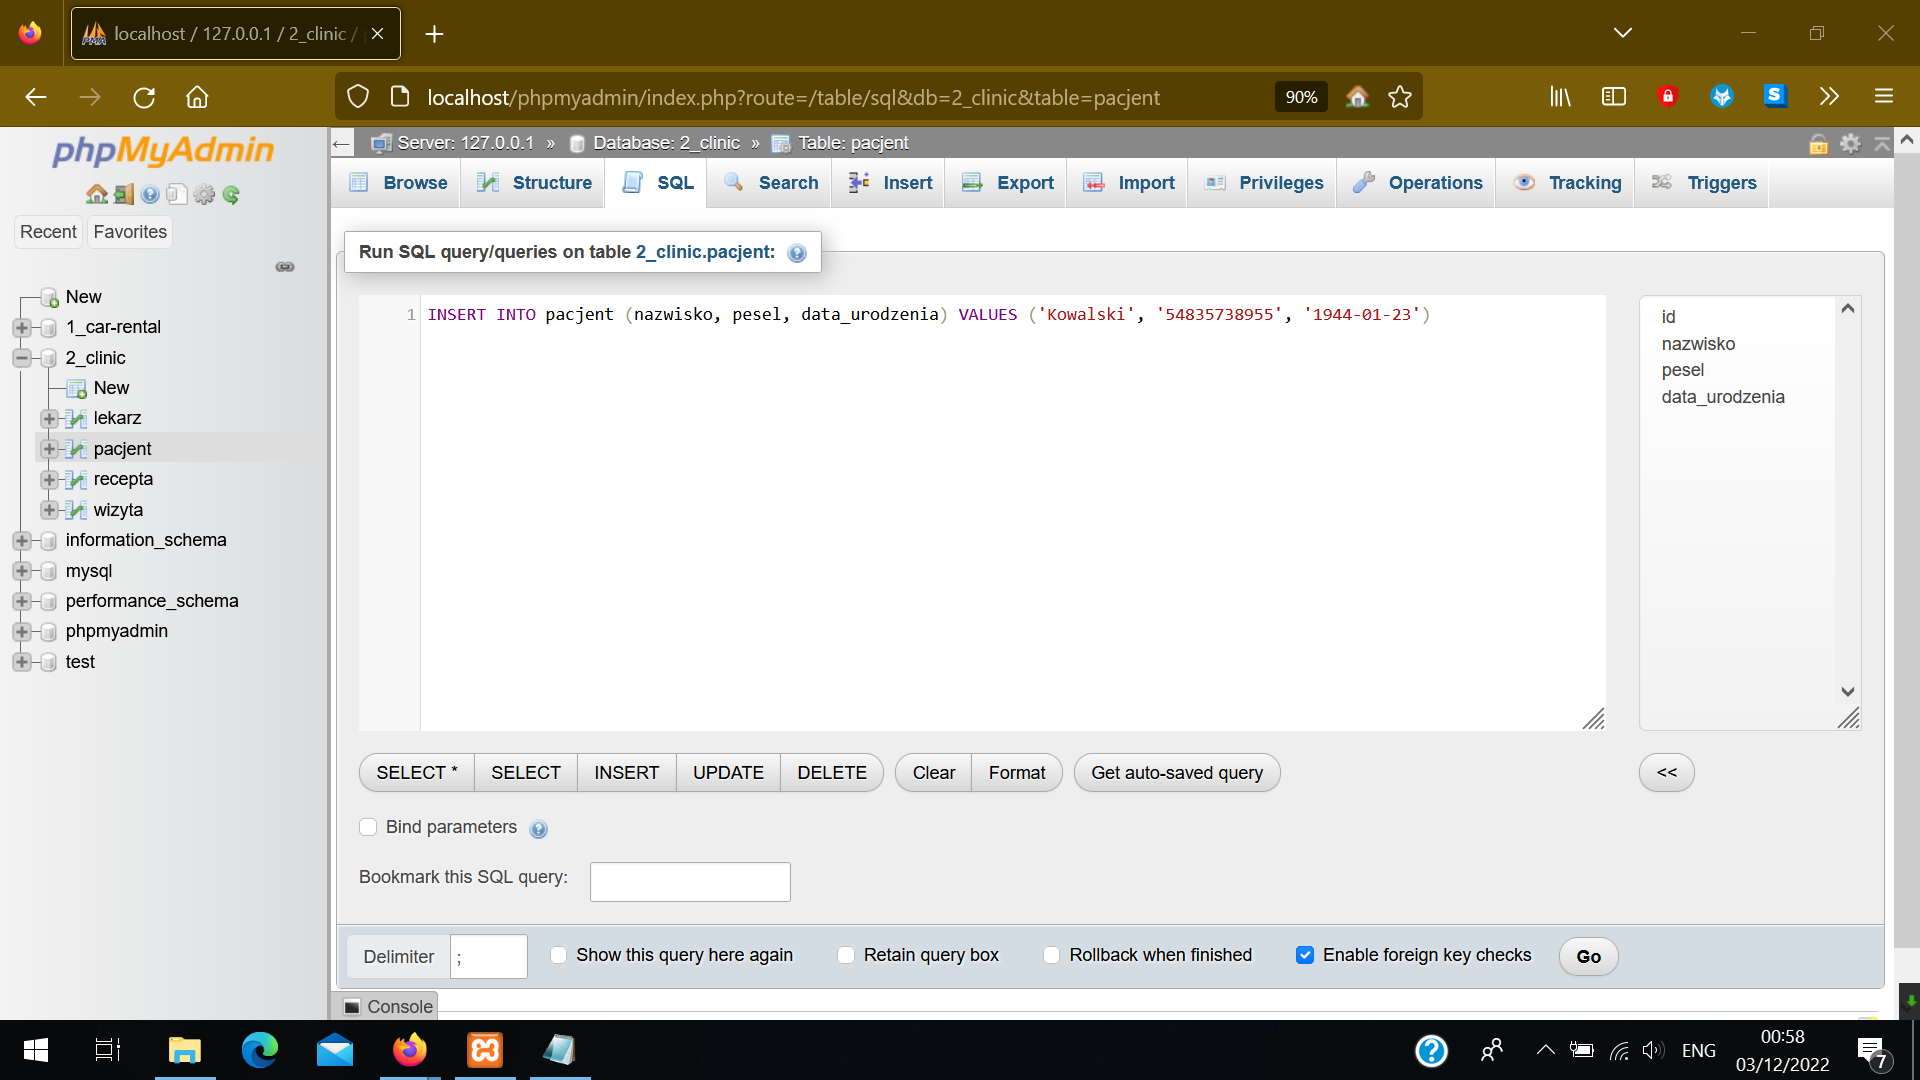 localhost / 127.0.0.1 / 2_clinic /
localhost/phpmyadmin/index.php?route=/table/sql&db=2_clinic&table=pacjent
90%
phpMyAdmin
Recent
Favorites
New
1_car-rental
2_clinic
New
lekarz
pacjent
recepta
wizyta
information_schema
mysql
performance_schema
phpmyadmin
test
Server: 127.0.0.1 » Database: 2_clinic » Table: pacjent
Browse
Structure
SQL
Search
Insert
Export
Import
Privileges
Operations
Tracking
Triggers
Run SQL query/queries on table 2_clinic.pacjent:
1 INSERT INTO pacjent (nazwisko, pesel, data_urodzenia) VALUES ('Kowalski', '54835738955', '1944-01-23')
id
nazwisko
pesel
data_urodzenia
SELECT *
SELECT
INSERT
UPDATE
DELETE
Clear
Format
Get auto-saved query
<<
Bind parameters
Bookmark this SQL query:
Delimiter
;
Show this query here again
Retain query box
Rollback when finished
Enable foreign key checks
Go
Console
ENG
00:58
03/12/2022
7